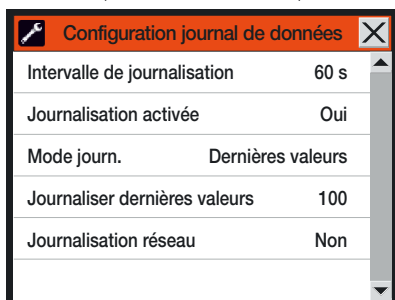 Configuration journal de données
Intervalle de journalisation 60 s
Journalisation activée Oui
Mode journ. Dernières valeurs
Journaliser dernières valeurs 100
Journalisation réseau Non